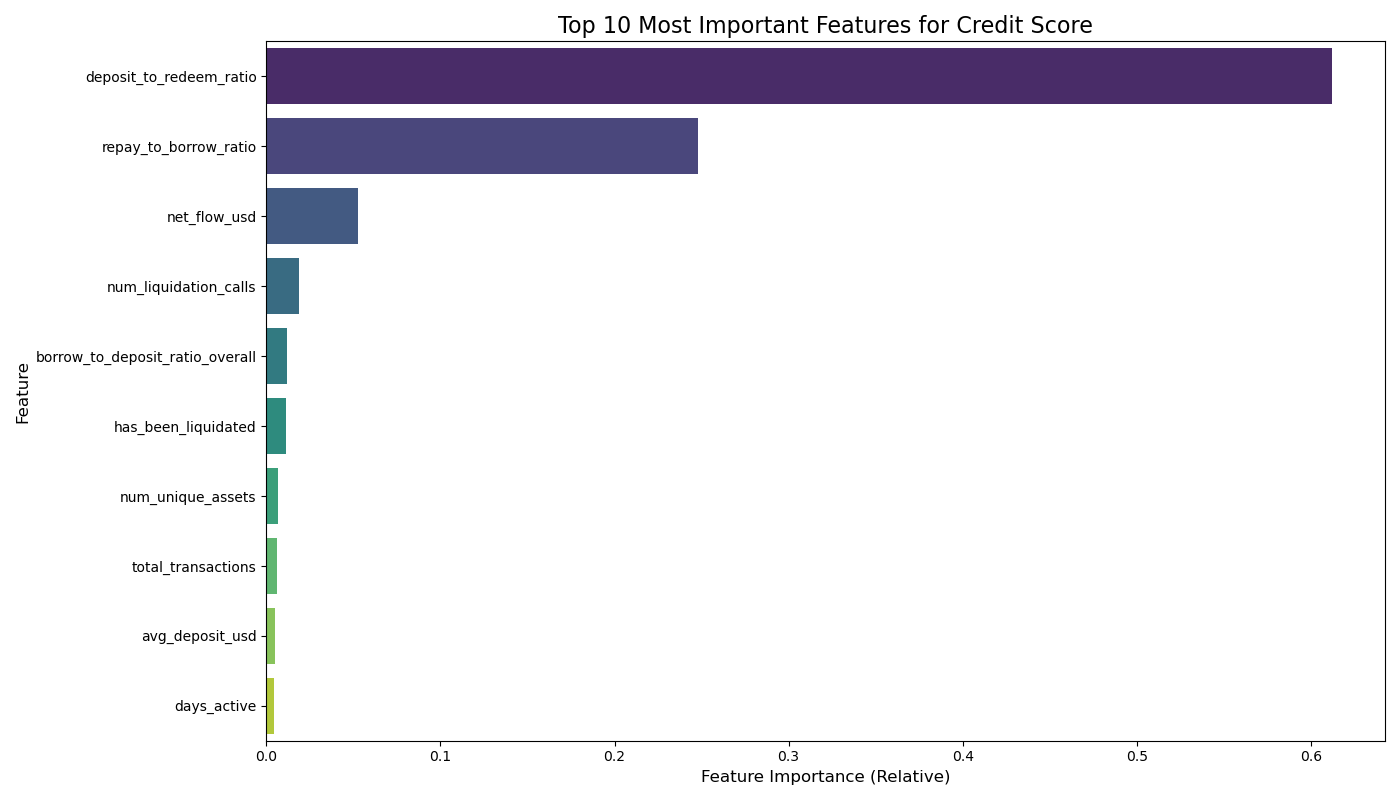 Top 10 Most Important Features for Credit Score
Feature
deposit_to_redeem_ratio
repay_to_borrow_ratio
net_flow_usd
num_liquidation_calls
borrow_to_deposit_ratio_overall
has_been_liquidated
num_unique_assets
total_transactions
avg_deposit_usd
days_active
0.0 0.1 0.2 0.3 0.4 0.5 0.6
Feature Importance (Relative)